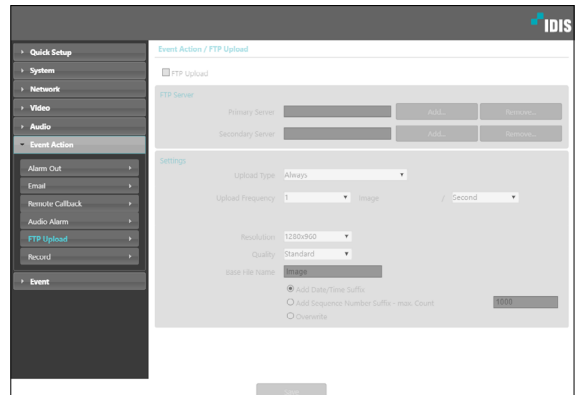 IDIS
Quick Setup
System
Network
Video
Audio
Event Action
Alarm Out
Email
Remote Callback
Audio Alarm
FTP Upload
Record
Event
Event Action / FTP Upload
FTP Upload
FTP Server
Primary Server Add... Remove...
Secondary Server Add... Remove...
Settings
Upload Type Always
Upload Frequency 1 image / Second
Resolution 1280x960
Quality Standard
Base File Name Image
Add Date/Time Suffix
Add Sequence Number Suffix - max. Count 1000
Overwrite
Save